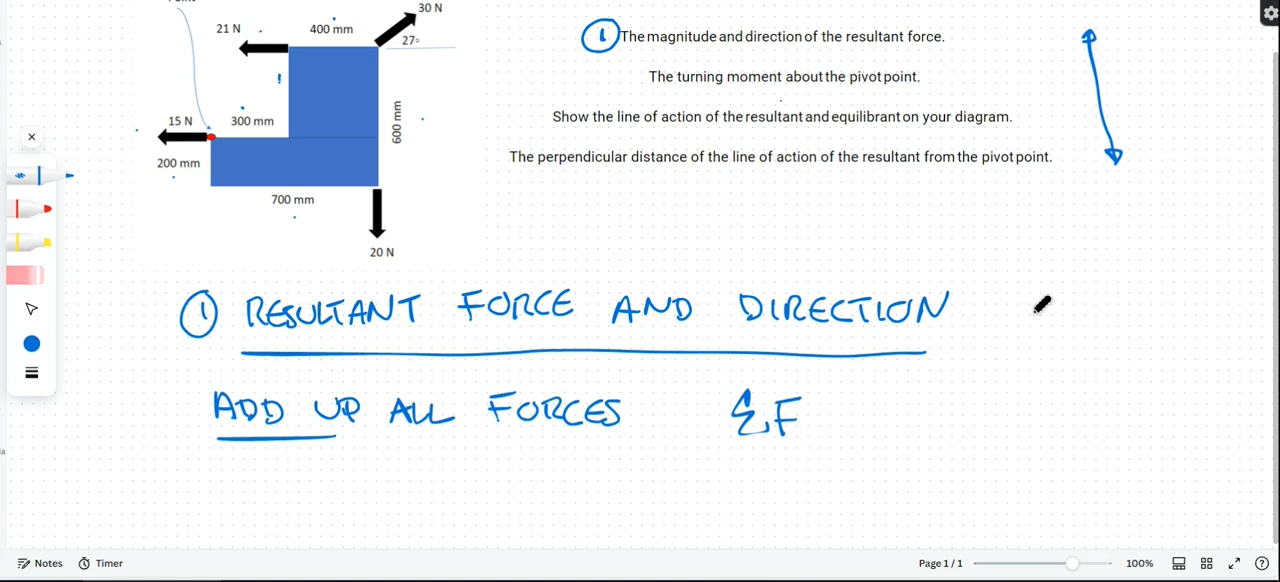 30 N
21 N
400 mm
27°
① The magnitude and direction of the resultant force.
The turning moment about the pivot point.
600 mm
15 N
300 mm
Show the line of action of the resultant and equilibrant on your diagram.
200 mm
The perpendicular distance of the line of action of the resultant from the pivot point.
700 mm
20 N
① RESULTANT FORCE AND DIRECTION
ADD UP ALL FORCES ΣF
Notes
Timer
Page 1 / 1
100%